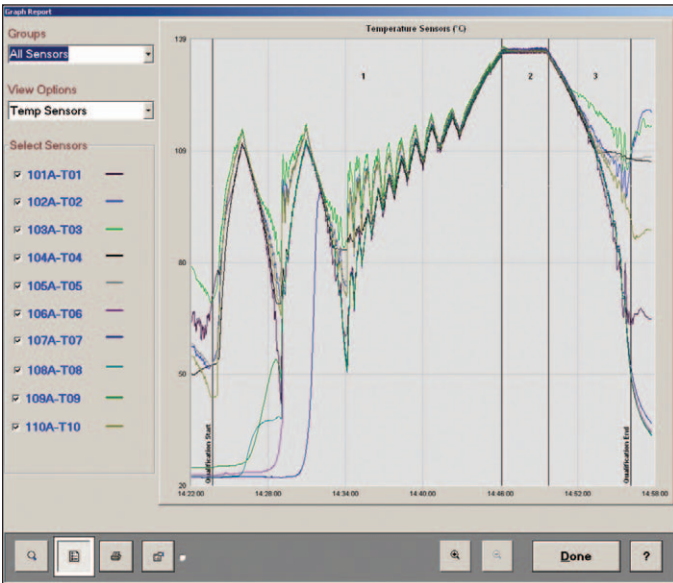 Graph Report
Groups
All Sensors
View Options
Temp Sensors
Select Sensors
101A-T01
102A-T02
103A-T03
104A-T04
105A-T05
106A-T06
107A-T07
108A-T08
109A-T09
110A-T10
Temperature Sensors (°C)
139
109
80
50
20
1
2
3
Qualification Start
Qualification End
14:22:00
14:28:00
14:34:00
14:40:00
14:46:00
14:52:00
14:58:00
Done
?